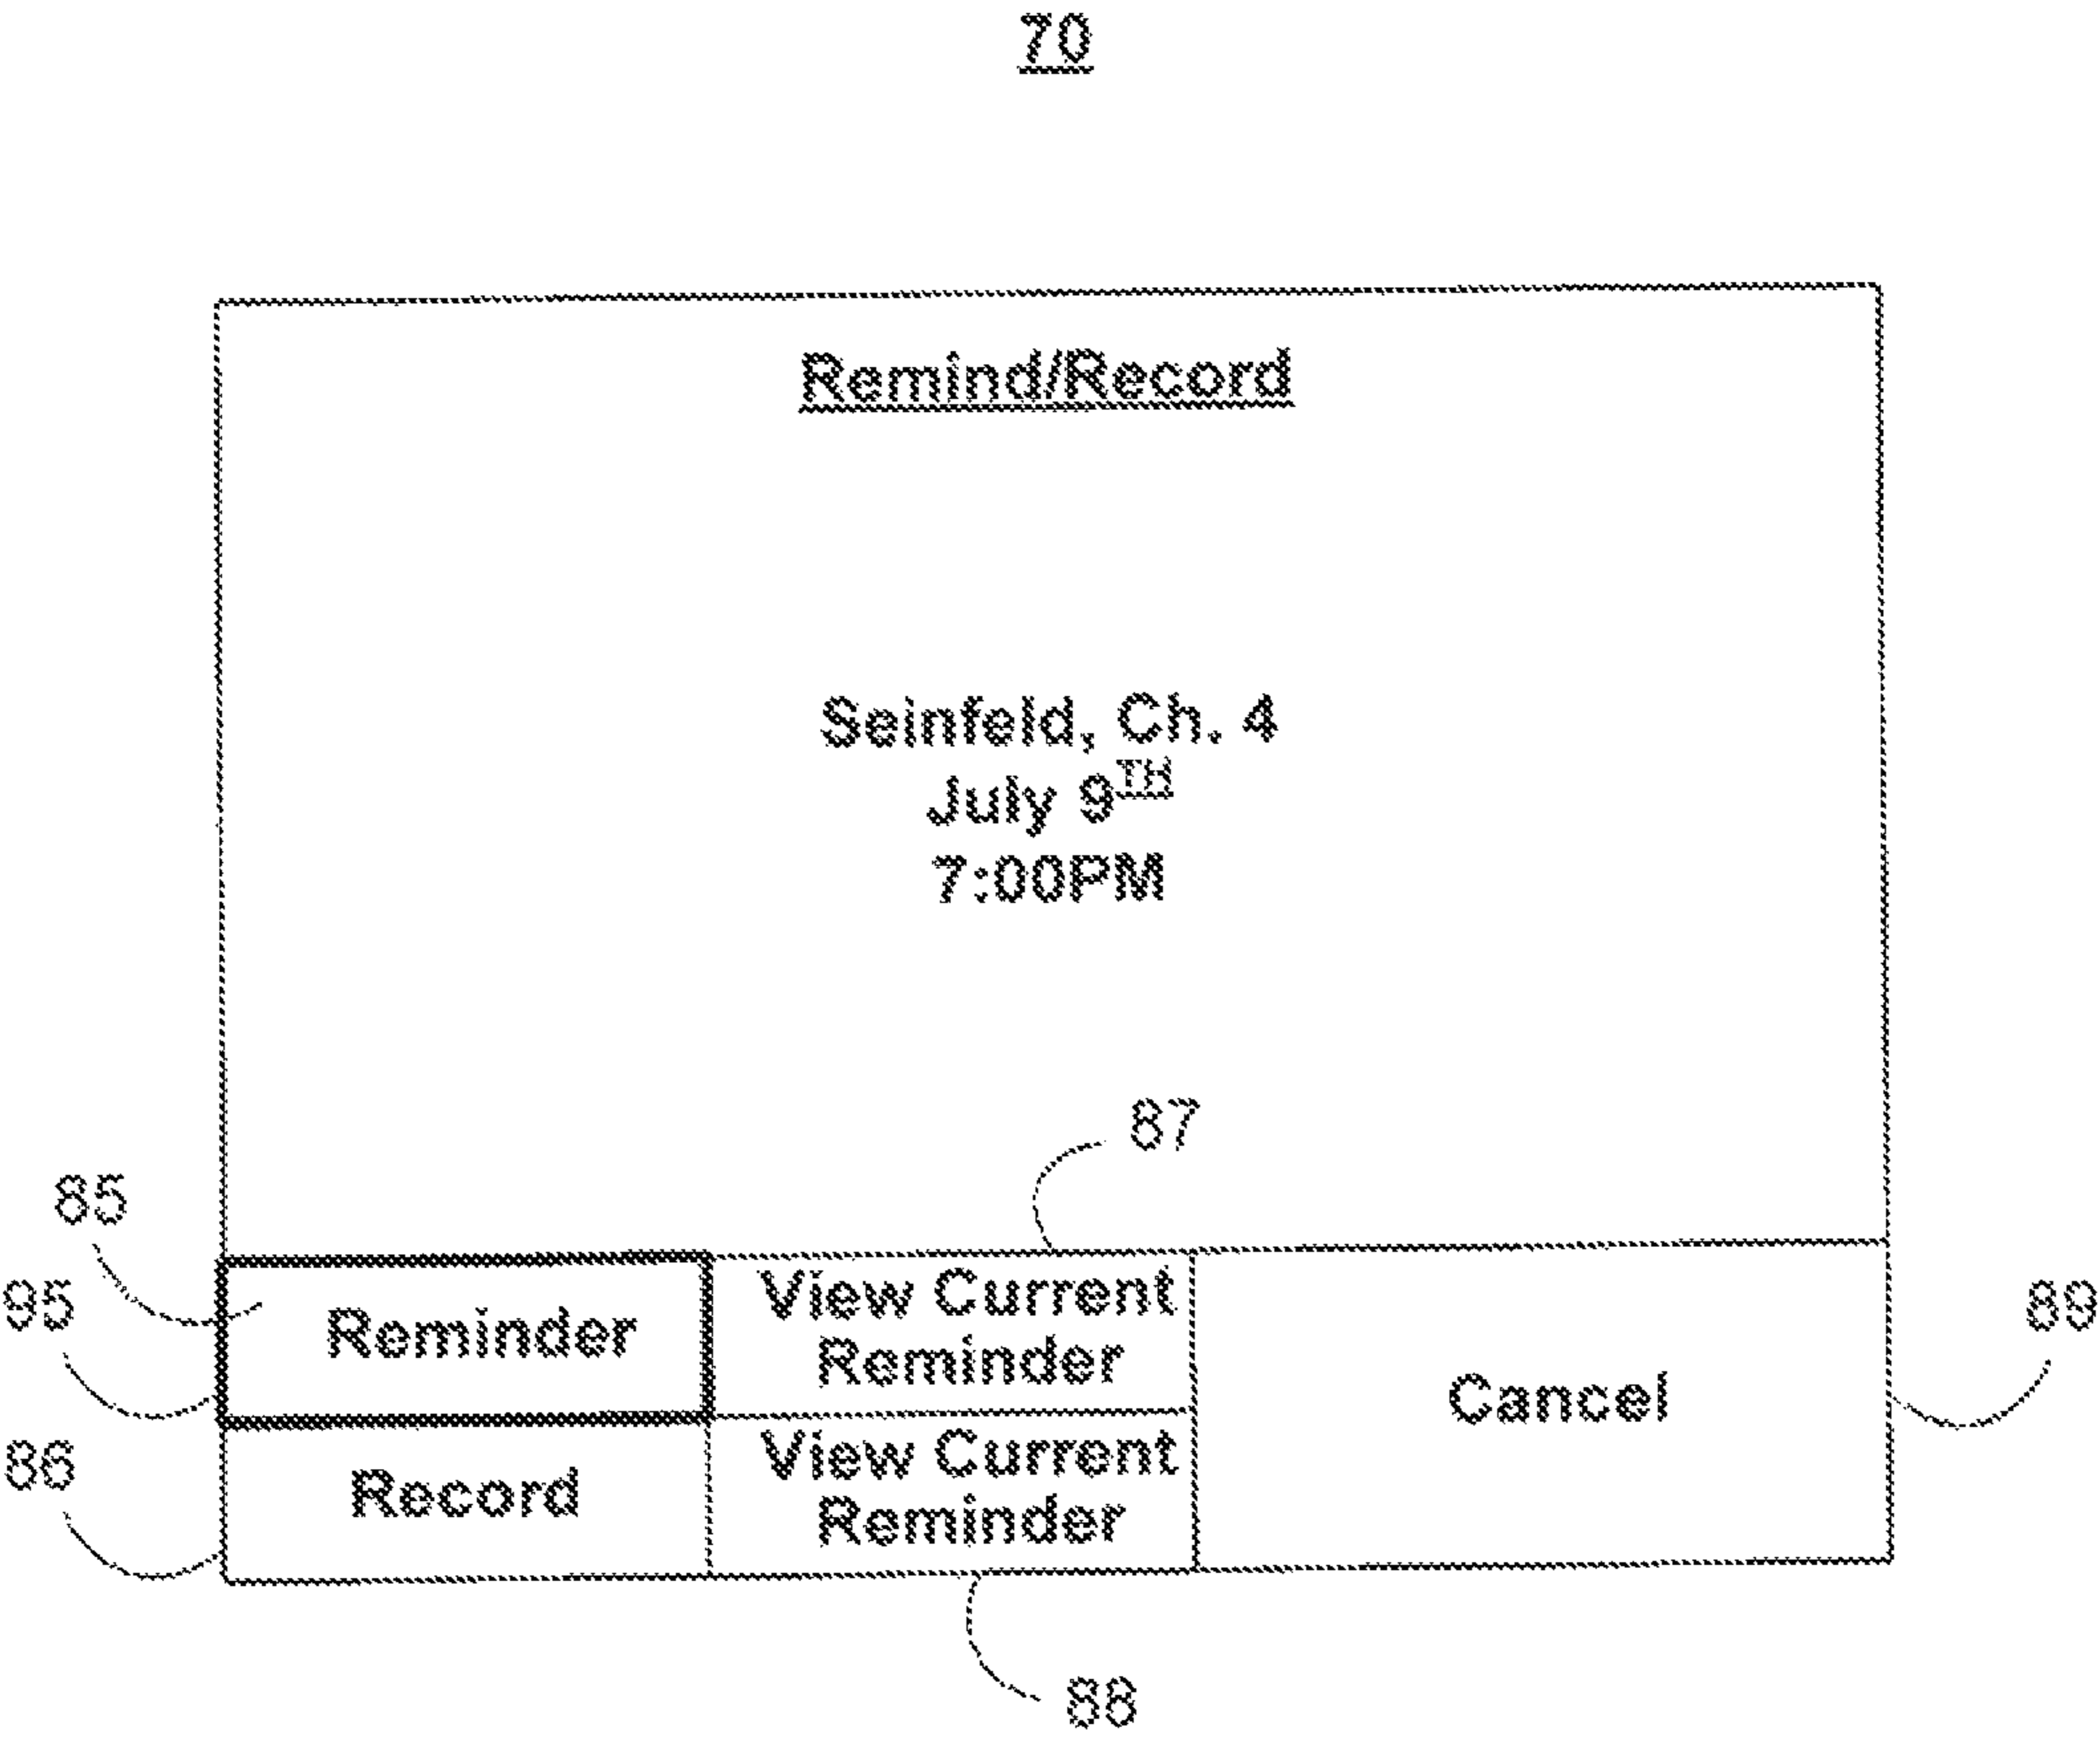 70
Remind/Record
Seinfeld, Ch. 4
July 9TH
7:00PM
87
85
95
86
Reminder
View Current
Reminder
Record
View Current
Reminder
Cancel
89
88